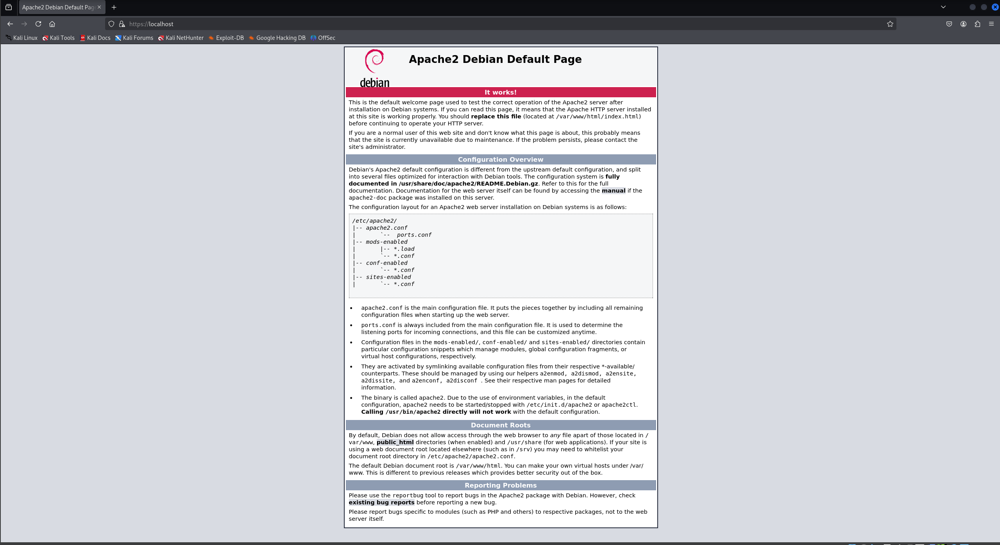 Apache2 Debian Default Pag
https://localhost
Kali Linux Kali Tools Kali Docs Kali Forums Kali NetHunter Exploit-DB Google Hacking DB OffSec
debian
Apache2 Debian Default Page
It works!
This is the default welcome page used to test the correct operation of the Apache2 server after
installation on Debian systems. If you can read this page, it means that the Apache HTTP server installed
at this site is working properly. You should replace this file (located at /var/www/html/index.html)
before continuing to operate your HTTP server.
If you are a normal user of this web site and don't know what this page is about, this probably means
that the site is currently unavailable due to maintenance. If the problem persists, please contact the
site's administrator.
Configuration Overview
Debian's Apache2 default configuration is different from the upstream default configuration, and split
into several files optimized for interaction with Debian tools. The configuration system is fully
documented in /usr/share/doc/apache2/README.Debian.gz. Refer to this for the full
documentation. Documentation for the web server itself can be found by accessing the manual if the
apache2-doc package was installed on this server.
The configuration layout for an Apache2 web server installation on Debian systems is as follows:
/etc/apache2/
|-- apache2.conf
|       `--  ports.conf
|-- mods-enabled
|       |-- *.load
|       `-- *.conf
|-- conf-enabled
|       `-- *.conf
|-- sites-enabled
|       `-- *.conf
• apache2.conf is the main configuration file. It puts the pieces together by including all remaining
configuration files when starting up the web server.
• ports.conf is always included from the main configuration file. It is used to determine the
listening ports for incoming connections, and this file can be customized anytime.
• Configuration files in the mods-enabled/, conf-enabled/ and sites-enabled/ directories contain
particular configuration snippets which manage modules, global configuration fragments, or
virtual host configurations, respectively.
• They are activated by symlinking available configuration files from their respective *-available/
counterparts. These should be managed by using our helpers a2enmod, a2dismod, a2ensite,
a2dissite, and a2enconf, a2disconf . See their respective man pages for detailed
information.
• The binary is called apache2. Due to the use of environment variables, in the default
configuration, apache2 needs to be started/stopped with /etc/init.d/apache2 or apache2ctl.
Calling /usr/bin/apache2 directly will not work with the default configuration.
Document Roots
By default, Debian does not allow access through the web browser to any file apart of those located in /
var/www, public_html directories (when enabled) and /usr/share (for web applications). If your site is
using a web document root located elsewhere (such as in /srv) you may need to whitelist your
document root directory in /etc/apache2/apache2.conf.
The default Debian document root is /var/www/html. You can make your own virtual hosts under /var/
www. This is different to previous releases which provides better security out of the box.
Reporting Problems
Please use the reportbug tool to report bugs in the Apache2 package with Debian. However, check
existing bug reports before reporting a new bug.
Please report bugs specific to modules (such as PHP and others) to respective packages, not to the web
server itself.